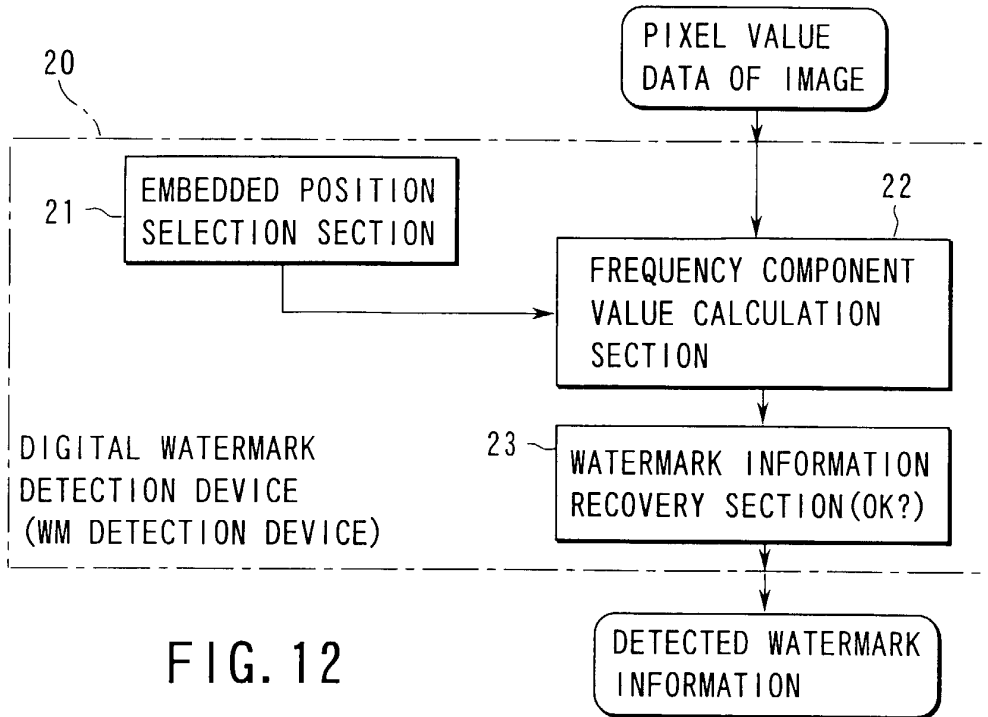 PIXEL VALUE
DATA OF IMAGE
20
EMBEDDED POSITION
SELECTION SECTION
21
22
FREQUENCY COMPONENT
VALUE CALCULATION
SECTION
DIGITAL WATERMARK
DETECTION DEVICE
(WM DETECTION DEVICE)
23
WATERMARK INFORMATION
RECOVERY SECTION(OK?)
DETECTED WATERMARK
INFORMATION
FIG.12